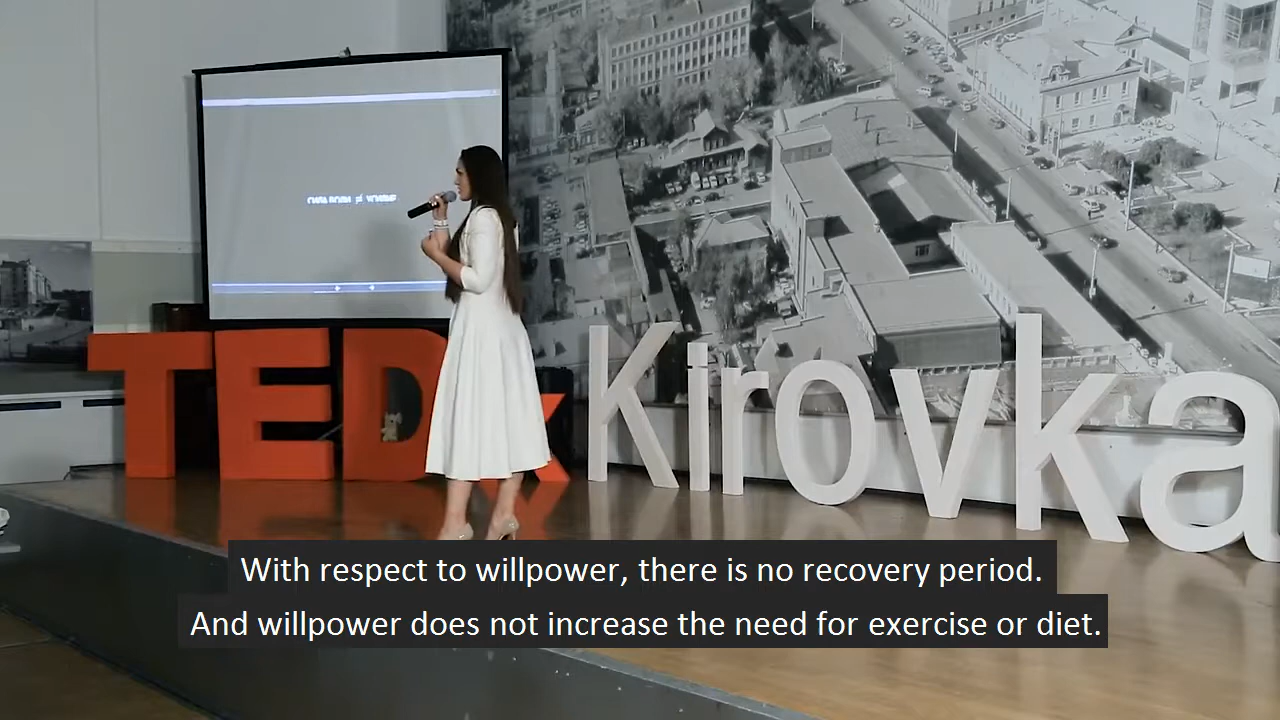 TEDx Kirovka
With respect to willpower, there is no recovery period.
And willpower does not increase the need for exercise or diet.